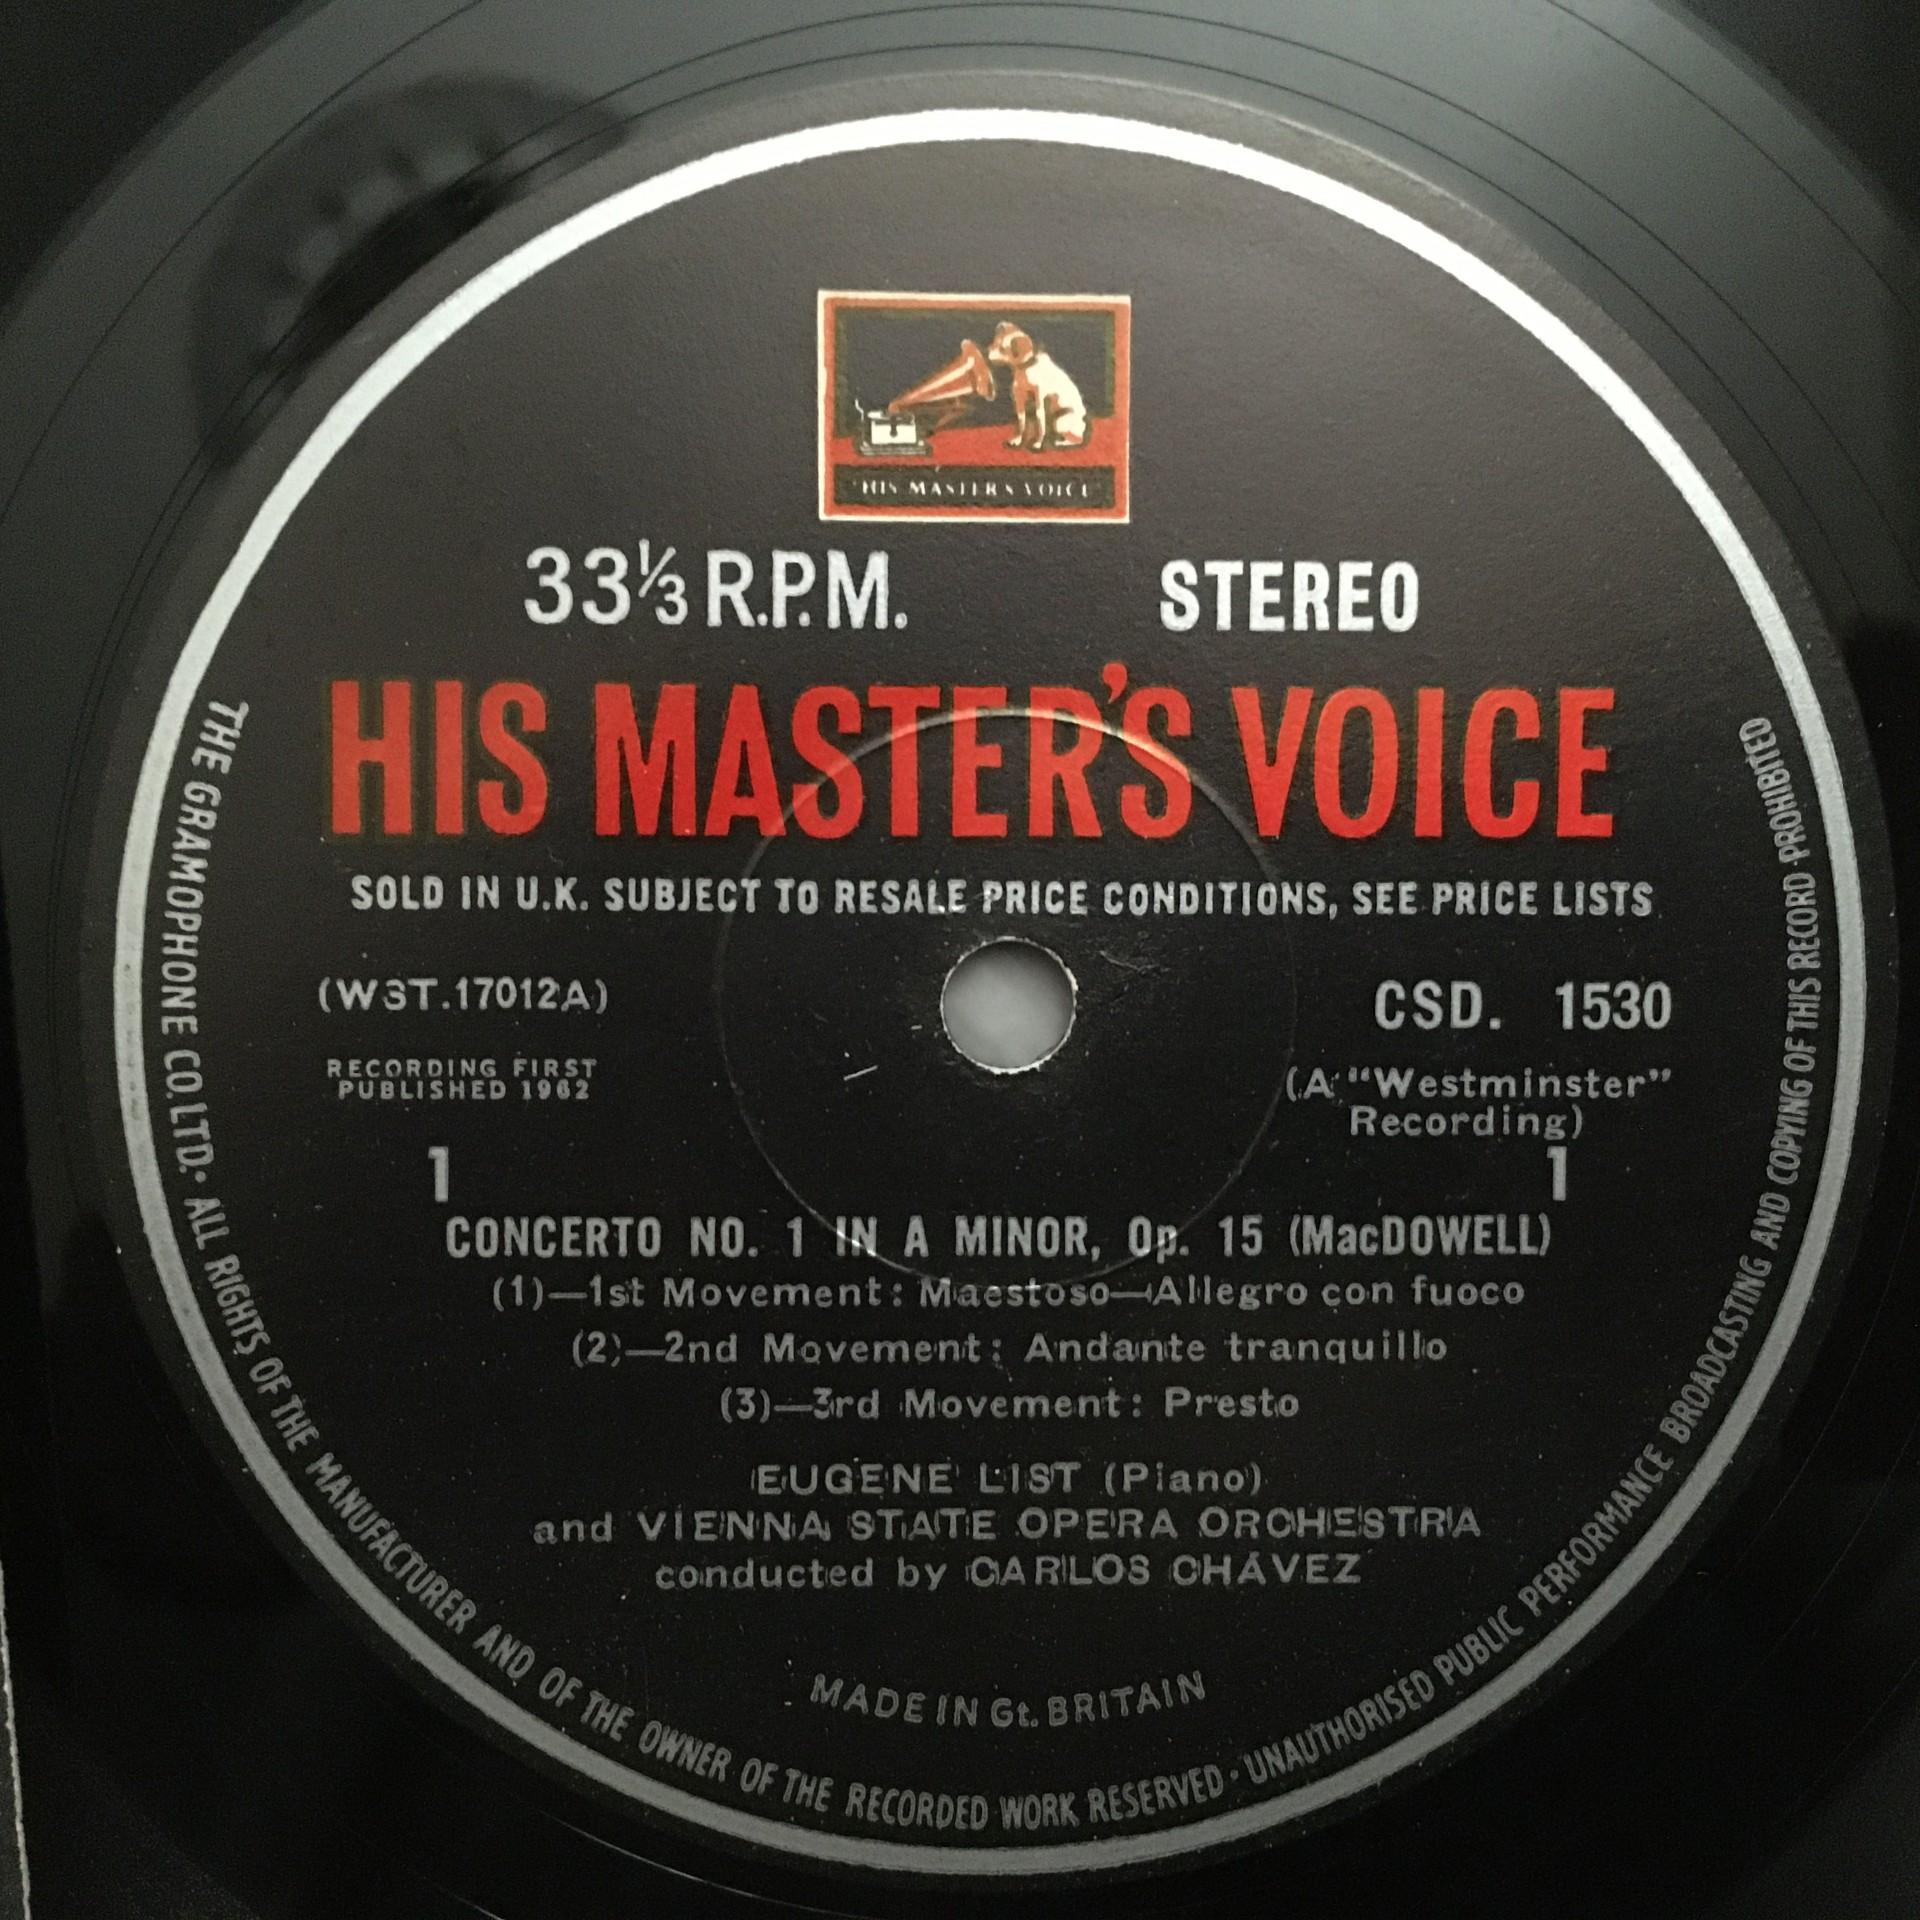 'HIS MASTER'S VOICE'
33⅓ R.P.M. STEREO
HIS MASTER'S VOICE
SOLD IN U.K. SUBJECT TO RESALE PRICE CONDITIONS, SEE PRICE LISTS
(WST.17012A) CSD. 1530
RECORDING FIRST PUBLISHED 1962
(A "Westminster" Recording)
1 1
CONCERTO NO. 1 IN A MINOR, Op. 15 (MacDOWELL)
(1)—1st Movement: Maestoso—Allegro con fuoco
(2)—2nd Movement: Andante tranquillo
(3)—3rd Movement: Presto
EUGENE LIST (Piano)
and VIENNA STATE OPERA ORCHESTRA
conducted by CARLOS CHÁVEZ
MADE IN Gt. BRITAIN
THE GRAMOPHONE CO. LTD. · ALL RIGHTS OF THE MANUFACTURER AND OF THE OWNER OF THE RECORDED WORK RESERVED · UNAUTHORISED PUBLIC PERFORMANCE BROADCASTING AND COPYING OF THIS RECORD PROHIBITED